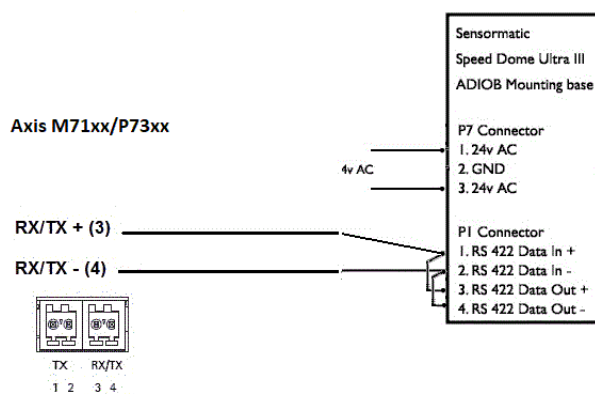 Sensormatic
Speed Dome Ultra III
ADIOB Mounting base
Axis M71xx/P73xx
P7 Connector
1. 24v AC
4v AC
2. GND
3. 24v AC
RX/TX + (3)
P1 Connector
1. RS 422 Data In +
RX/TX - (4)
2. RS 422 Data In -
3. RS 422 Data Out +
4. RS 422 Data Out -
TX RX/TX
1 2 3 4